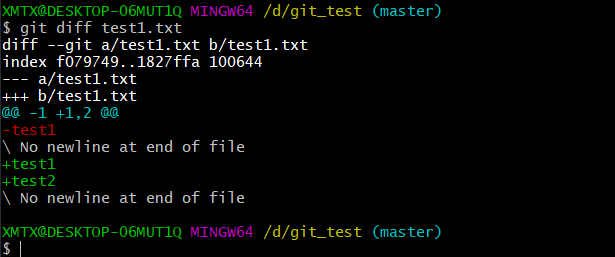 XMTX@DESKTOP-06MUT1Q MINGW64 /d/git_test (master)
$ git diff test1.txt
diff --git a/test1.txt b/test1.txt
index f079749..1827ffa 100644
--- a/test1.txt
+++ b/test1.txt
@@ -1 +1,2 @@
-test1
\ No newline at end of file
+test1
+test2
\ No newline at end of file
XMTX@DESKTOP-06MUT1Q MINGW64 /d/git_test (master)
$